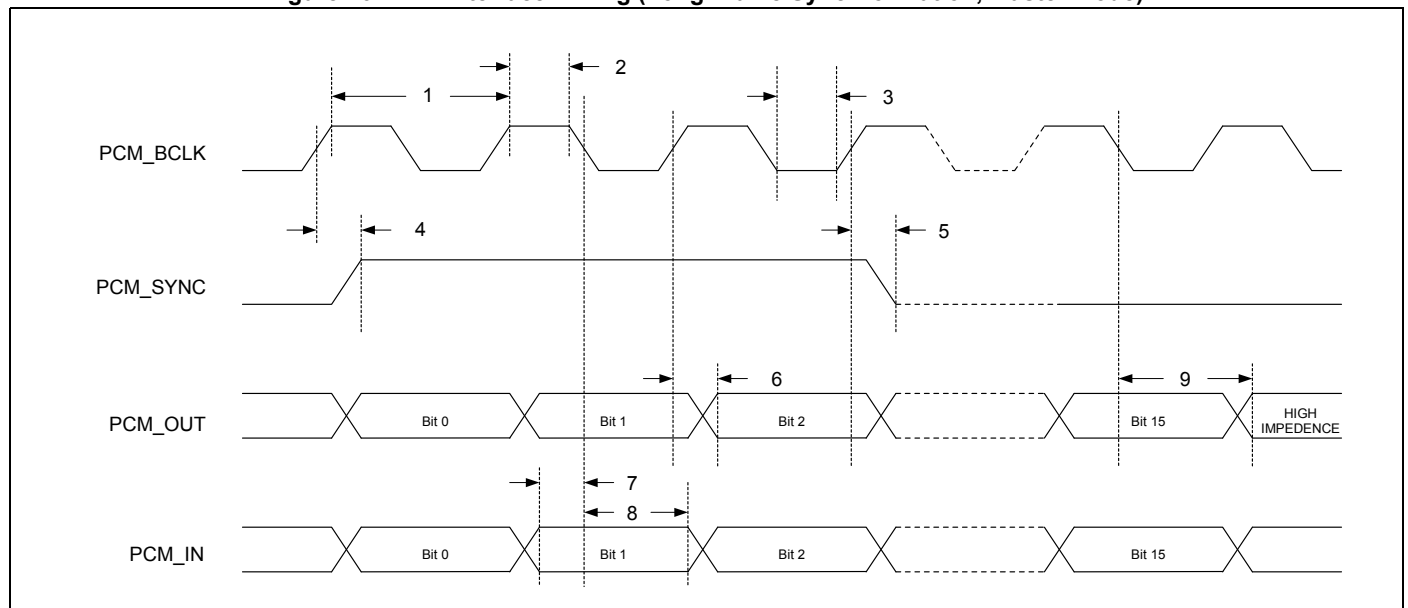 1
2
3
PCM_BCLK
4
5
PCM_SYNC
6
9
PCM_OUT
Bit 0
Bit 1
Bit 2
Bit 15
HIGH
IMPEDENCE
7
8
PCM_IN
Bit 0
Bit 1
Bit 2
Bit 15